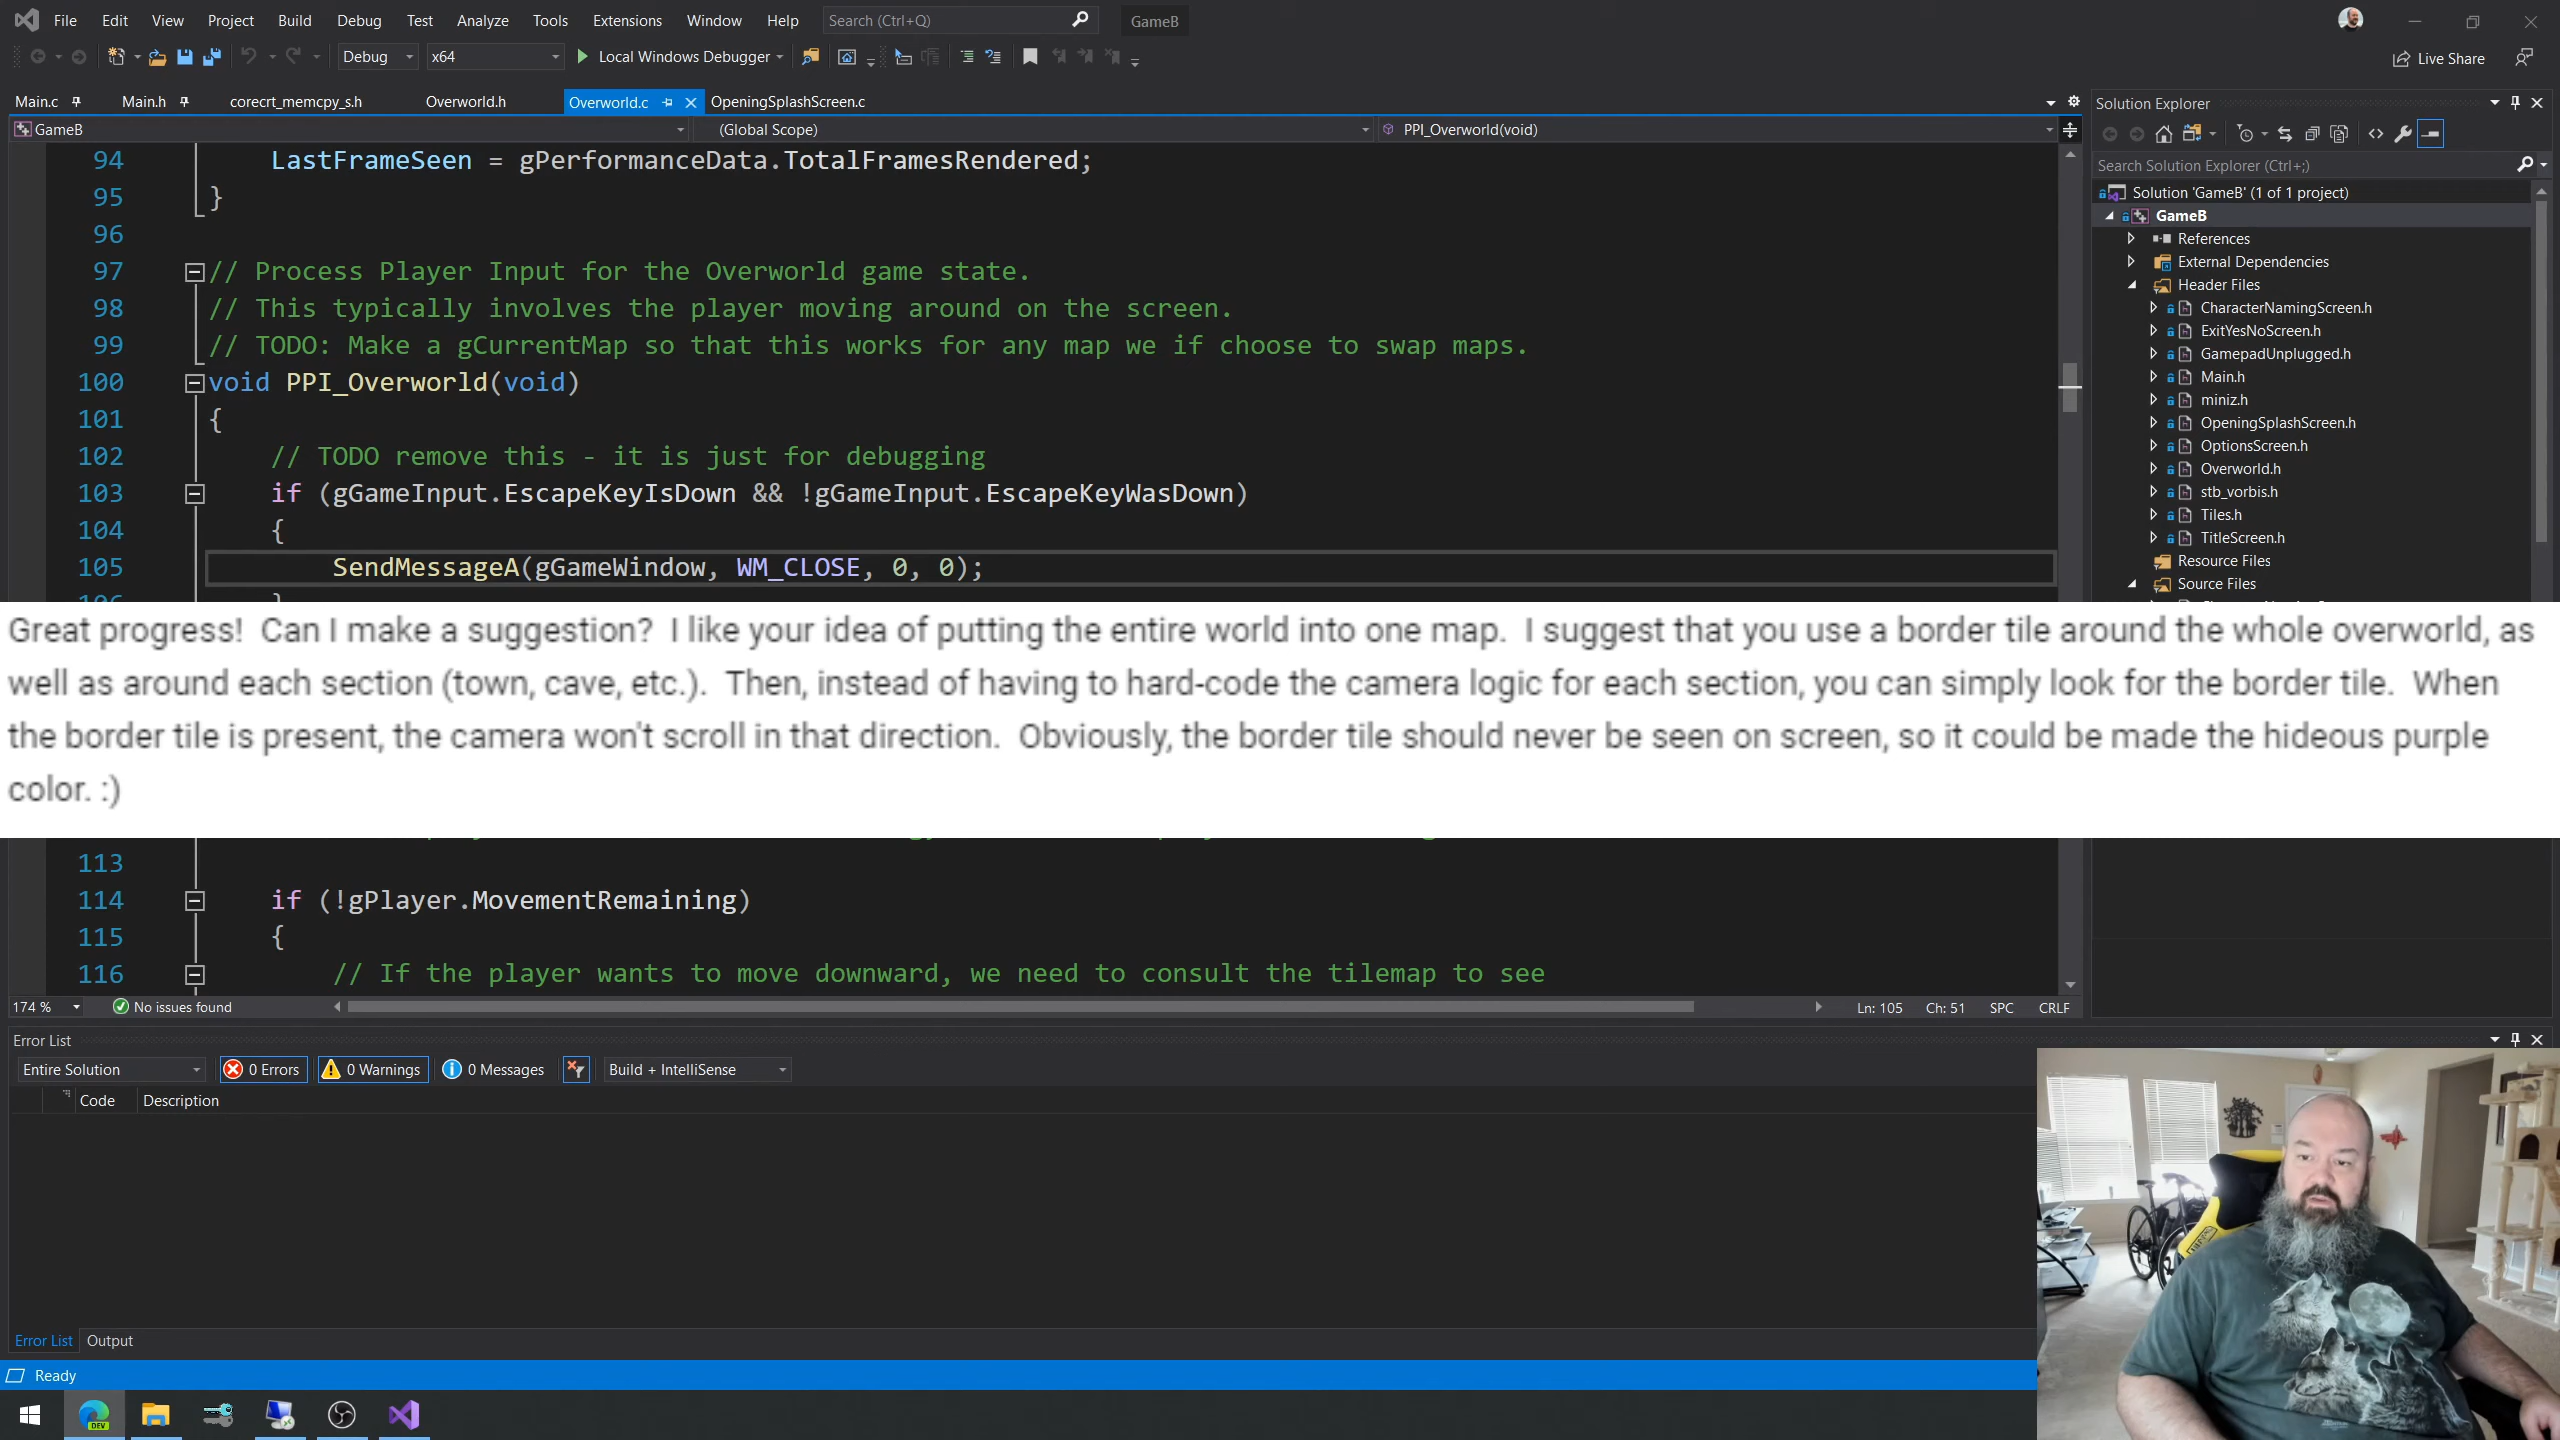 File Edit View Project Build Debug Test Analyze Tools Extensions Window Help Search (Ctrl+Q) GameB
Debug x64 Local Windows Debugger Live Share
Main.c Main.h corecrt_memcpy_s.h Overworld.h Overworld.c OpeningSplashScreen.c
GameB (Global Scope) PPI_Overworld(void)
94 LastFrameSeen = gPerformanceData.TotalFramesRendered;
95 }
96
97 // Process Player Input for the Overworld game state.
98 // This typically involves the player moving around on the screen.
99 // TODO: Make a gCurrentMap so that this works for any map we if choose to swap maps.
100 void PPI_Overworld(void)
101 {
102 // TODO remove this - it is just for debugging
103 if (gGameInput.EscapeKeyIsDown && !gGameInput.EscapeKeyWasDown)
104 {
105 SendMessageA(gGameWindow, WM_CLOSE, 0, 0);
Great progress! Can I make a suggestion? I like your idea of putting the entire world into one map. I suggest that you use a border tile around the whole overworld, as
well as around each section (town, cave, etc.). Then, instead of having to hard-code the camera logic for each section, you can simply look for the border tile. When
the border tile is present, the camera won't scroll in that direction. Obviously, the border tile should never be seen on screen, so it could be made the hideous purple
color. :)
113
114 if (!gPlayer.MovementRemaining)
115 {
116 // If the player wants to move downward, we need to consult the tilemap to see
174 % No issues found Ln: 105 Ch: 51 SPC CRLF
Solution Explorer
Search Solution Explorer (Ctrl+;)
Solution 'GameB' (1 of 1 project)
GameB
References
External Dependencies
Header Files
CharacterNamingScreen.h
ExitYesNoScreen.h
GamepadUnplugged.h
Main.h
miniz.h
OpeningSplashScreen.h
OptionsScreen.h
Overworld.h
stb_vorbis.h
Tiles.h
TitleScreen.h
Resource Files
Source Files
Error List
Entire Solution 0 Errors 0 Warnings 0 Messages Build + IntelliSense
Code Description
Error List Output
Ready
DEV